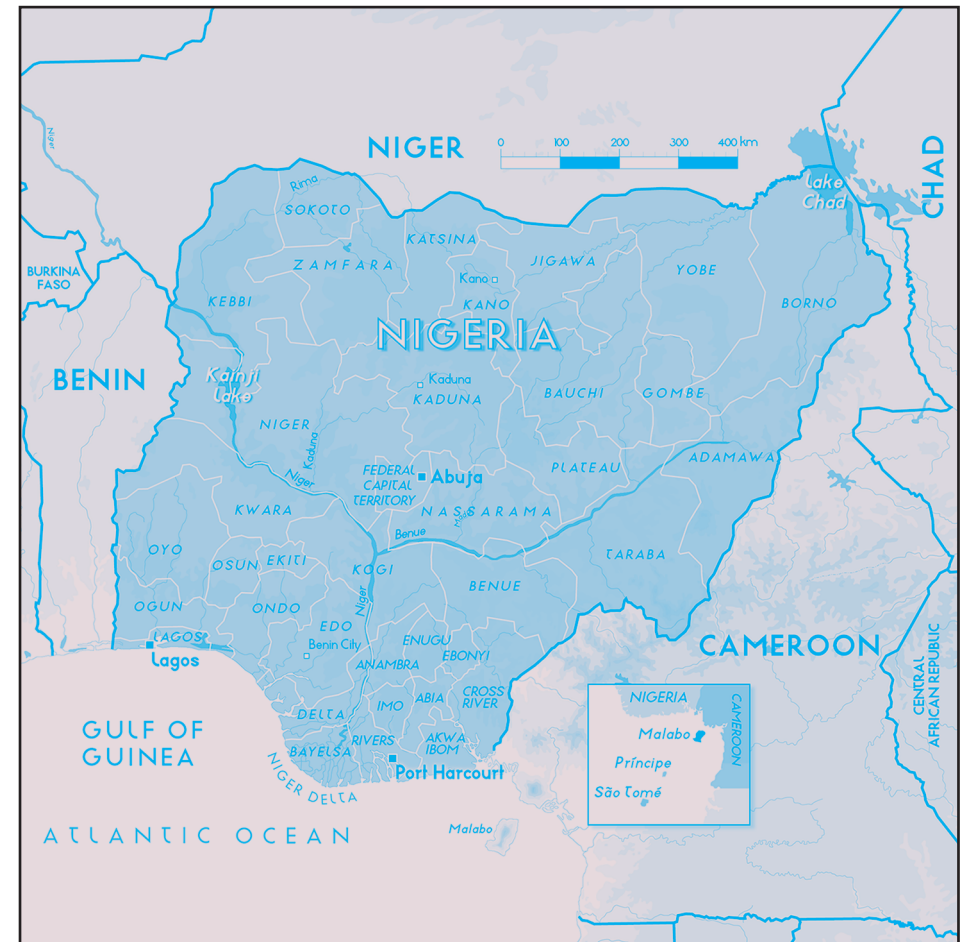 NIGER
0 100 200 300 400 km
CHAD
Niger
Lake
Chad
Rima
SOKOTO
KATSINA
ZAMFARA
JIGAWA
YOBE
BURKINA
FASO
Kano
KEBBI
KANO
BORNO
NIGERIA
BENIN
Kainji
Lake
Kaduna
KADUNA
BAUCHI
GOMBE
NIGER
Kaduna
ADAMAWA
FEDERAL
CAPITAL
TERRITORY
Abuja
PLATEAU
Niger
KWARA
NASSARAMA
Benue
OYO
OSUN
EKITI
KOGI
TARABA
BENUE
Niger
OGUN
ONDO
EDO
LAGOS
Lagos
Benin City
ENUGU
EBONYI
ANAMBRA
CAMEROON
CENTRAL
AFRICAN REPUBLIC
DELTA
IMO
ABIA
CROSS
RIVER
GULF OF
GUINEA
BAYELSA
RIVERS
AKWA
IBOM
Port Harcourt
NIGER DELTA
NIGERIA
CAMEROON
Malabo
Príncipe
São Tomé
ATLANTIC OCEAN
Malabo